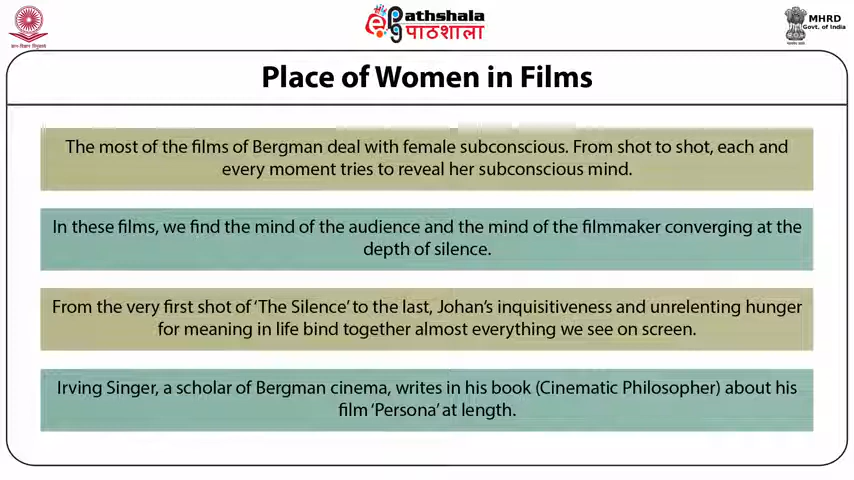 Pathshala
पाठशाला
MHRD
Govt. of India
Place of Women in Films
The most of the films of Bergman deal with female subconscious. From shot to shot, each and
every moment tries to reveal her subconscious mind.
In these films, we find the mind of the audience and the mind of the filmmaker converging at the
depth of silence.
From the very first shot of ‘The Silence’ to the last, Johan’s inquisitiveness and unrelenting hunger
for meaning in life bind together almost everything we see on screen.
Irving Singer, a scholar of Bergman cinema, writes in his book (Cinematic Philosopher) about his
film ‘Persona’ at length.